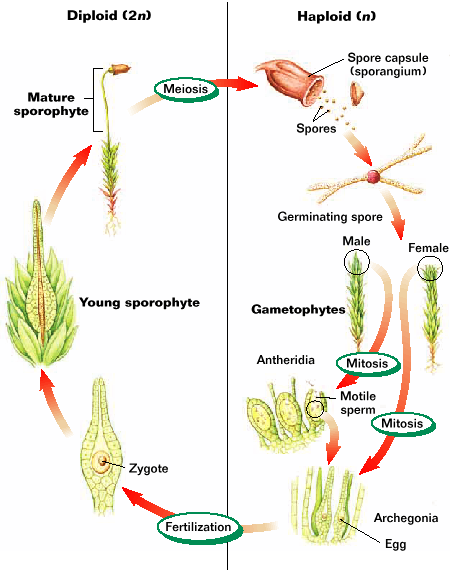 Diploid (2n)
Haploid (n)
Spore capsule
(sporangium)
Meiosis
Mature
sporophyte
Spores
Germinating spore
Male
Female
Young sporophyte
Gametophytes
Antheridia
Mitosis
Motile
sperm
Mitosis
Zygote
Archegonia
Fertilization
Egg